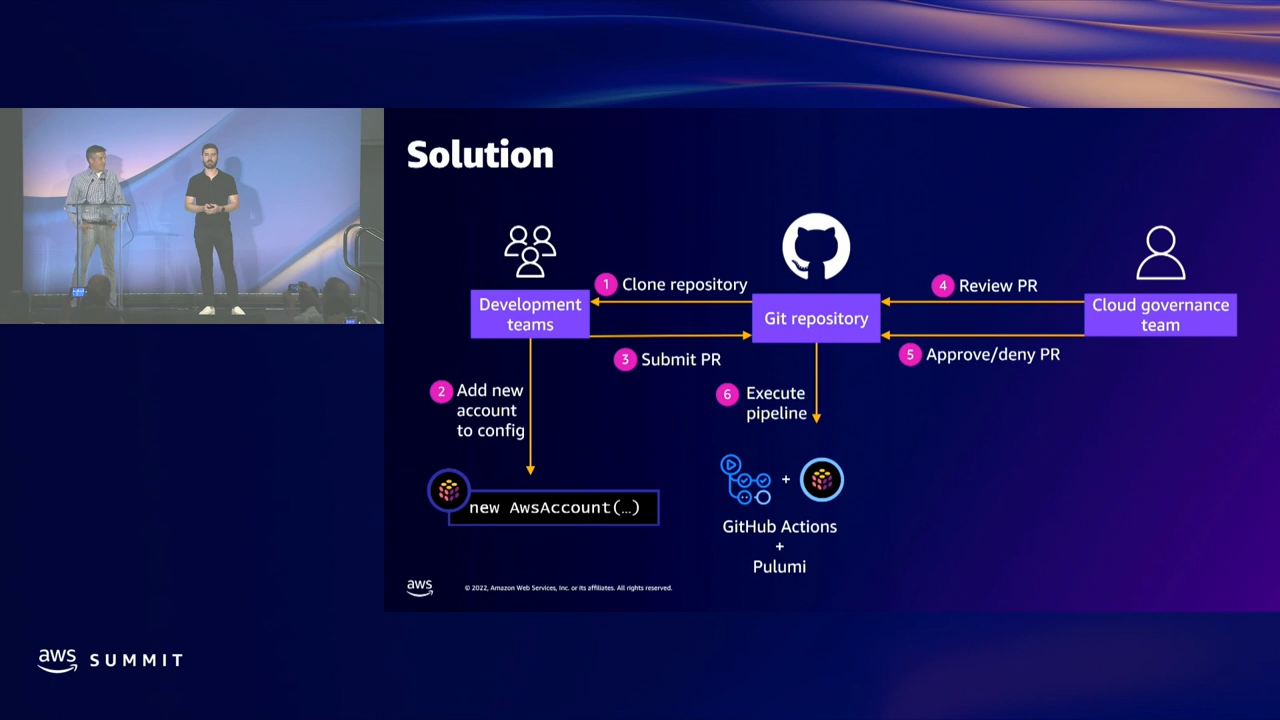 Solution
Development
teams
1 Clone repository
Git repository
4 Review PR
Cloud governance
team
3 Submit PR
5 Approve/deny PR
2 Add new
account
to config
6 Execute
pipeline
new AwsAccount(…)
+
GitHub Actions
+
Pulumi
aws
© 2022, Amazon Web Services, Inc. or its affiliates. All rights reserved.
aws SUMMIT